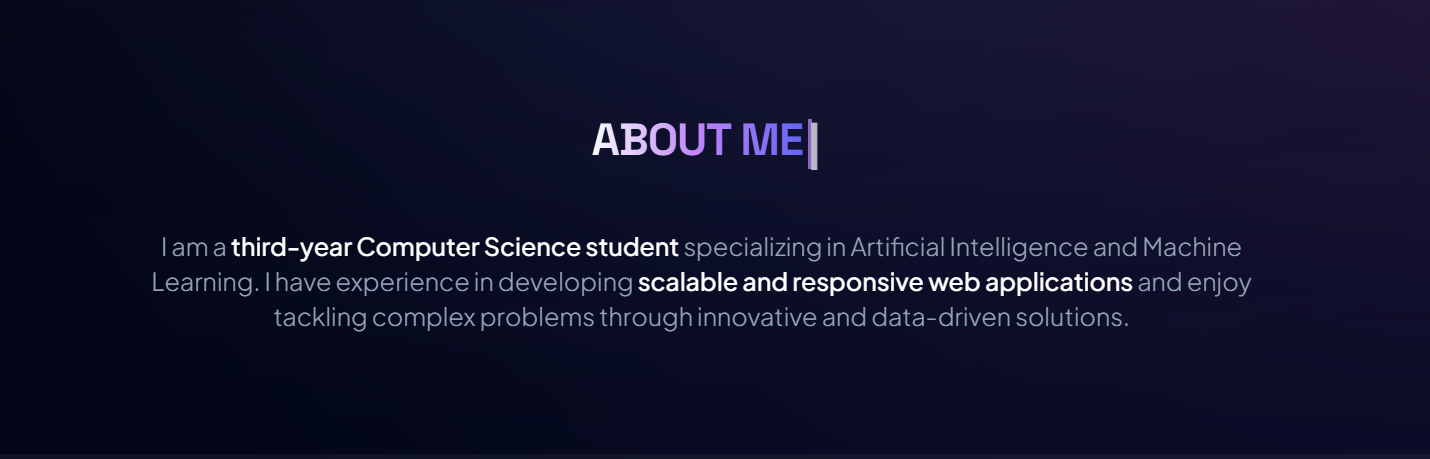 ABOUT ME
I am a third-year Computer Science student specializing in Artificial Intelligence and Machine
Learning. I have experience in developing scalable and responsive web applications and enjoy
tackling complex problems through innovative and data-driven solutions.